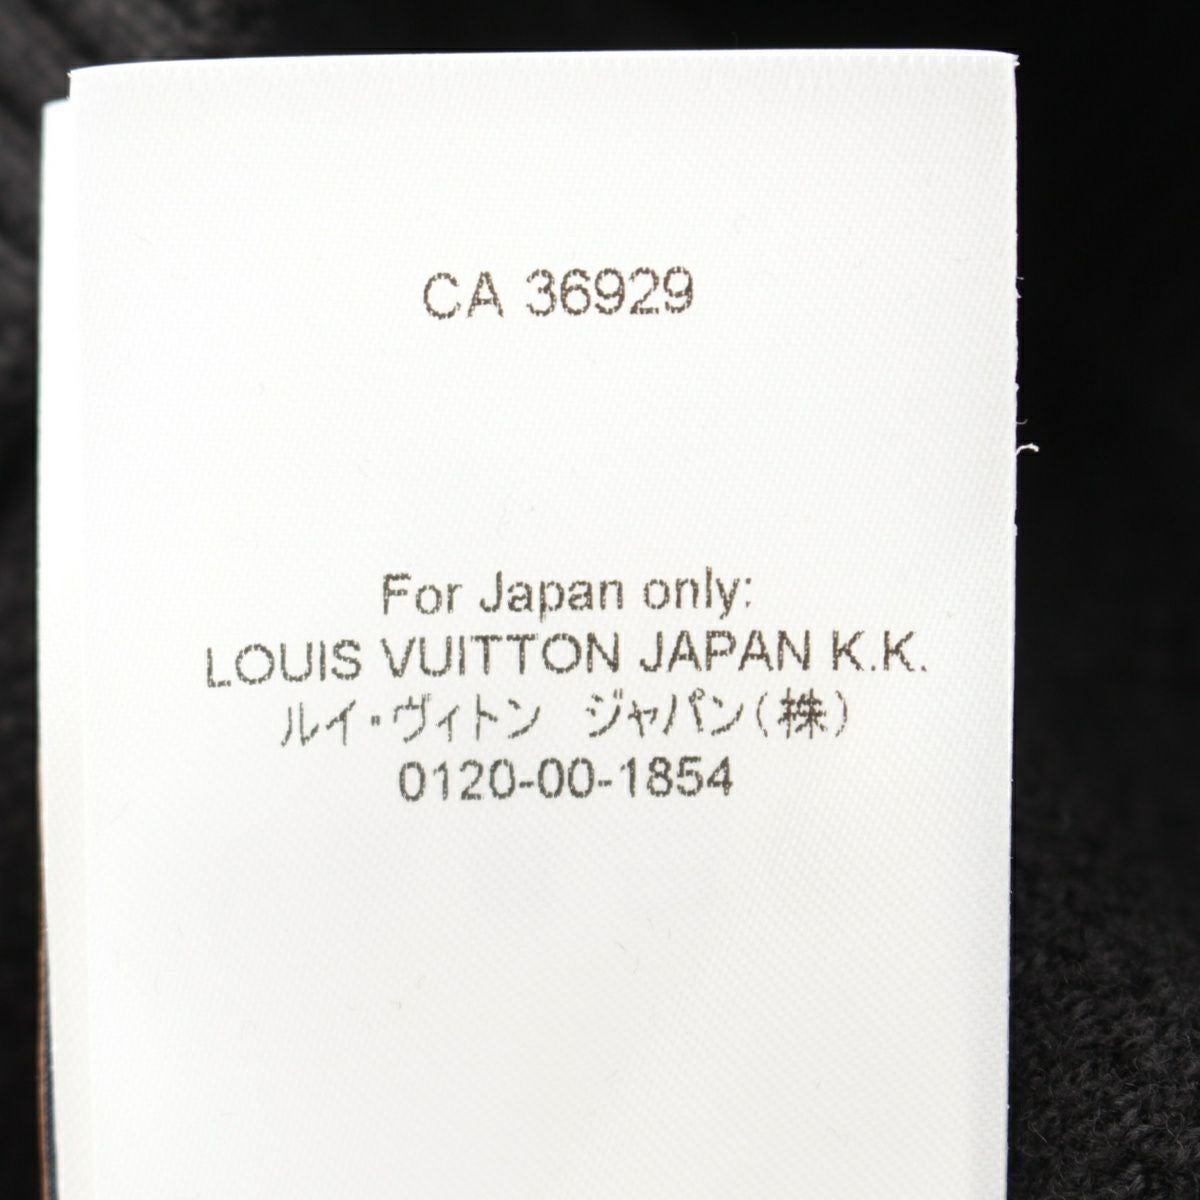 CA 36929
For Japan only:
LOUIS VUITTON JAPAN K.K.
ルイ・ヴィトン　ジャパン(株)
0120-00-1854